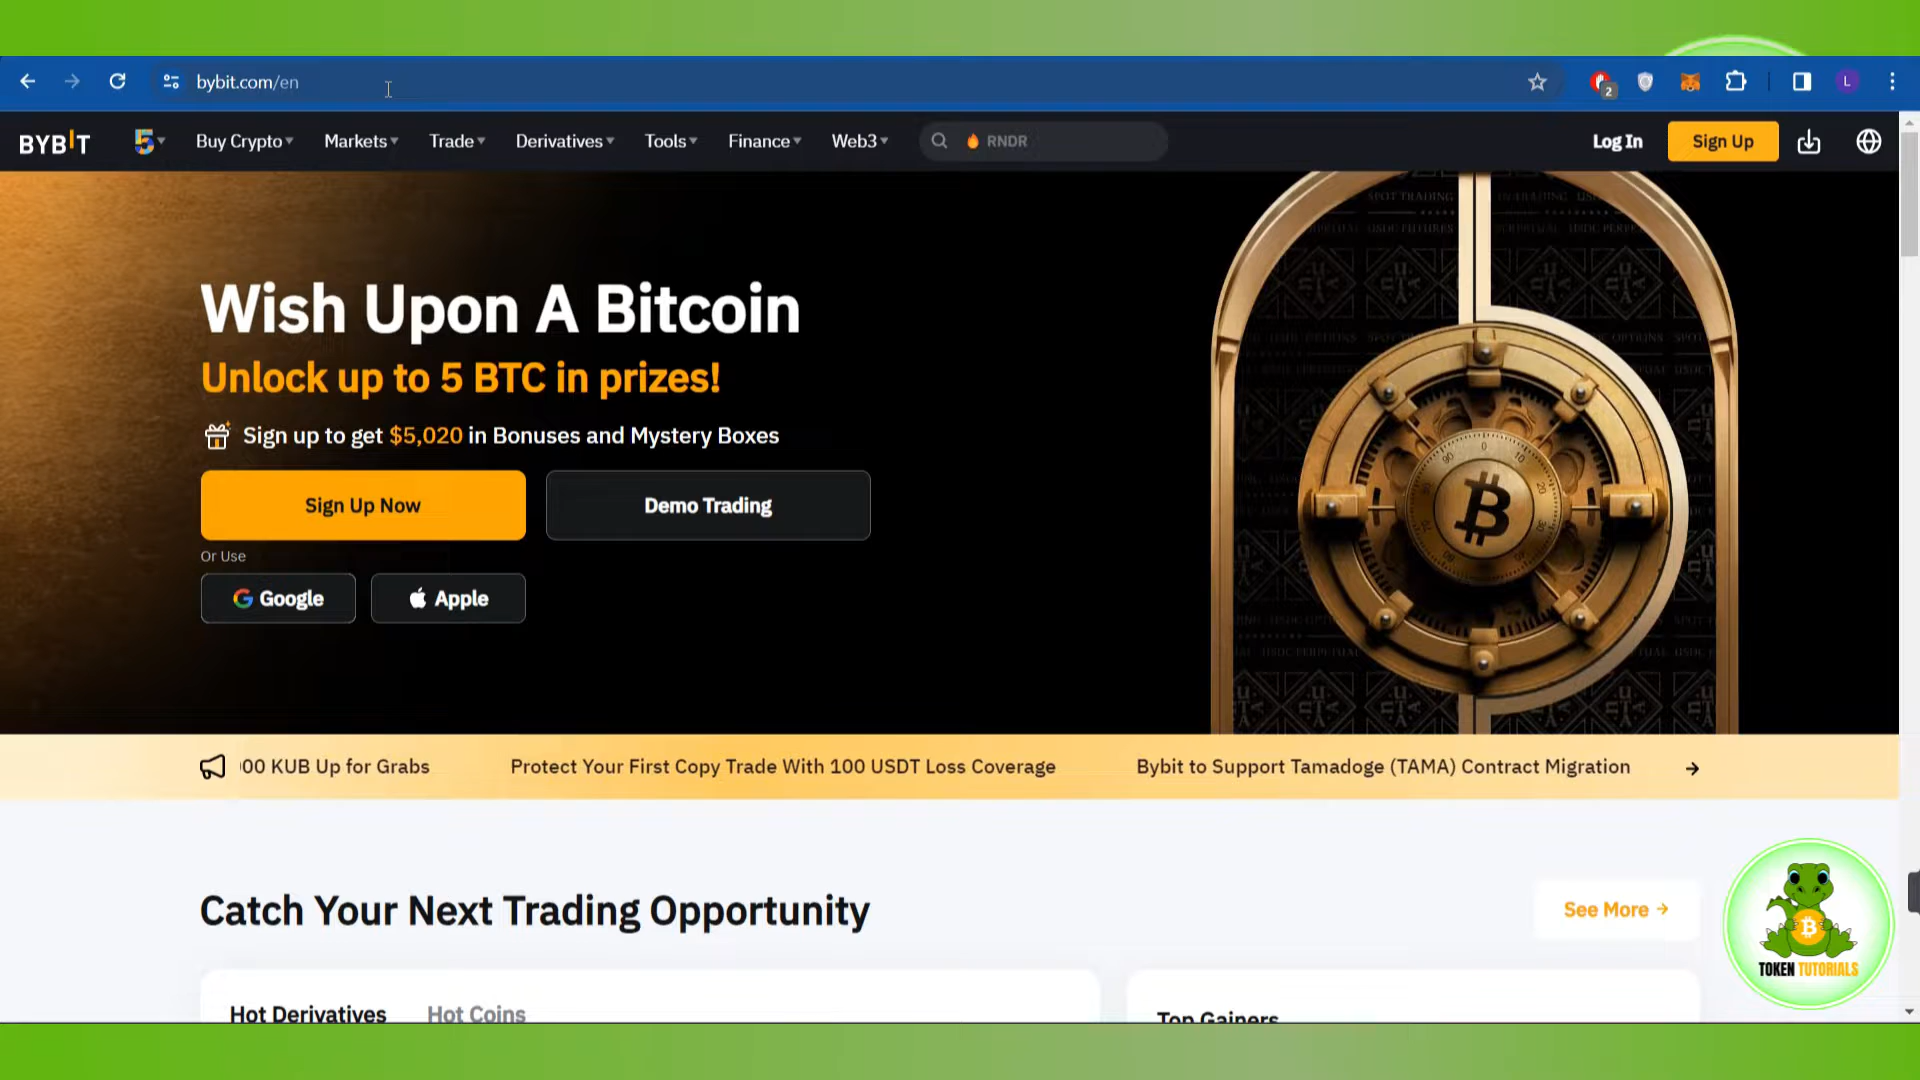 bybit.com/en
2
L
BYBIT
5
Buy Crypto
Markets
Trade
Derivatives
Tools
Finance
Web3
RNDR
Log In
Sign Up
Wish Upon A Bitcoin
Unlock up to 5 BTC in prizes!
Sign up to get $5,020 in Bonuses and Mystery Boxes
Sign Up Now
Demo Trading
Or Use
Google
Apple
00 KUB Up for Grabs
Protect Your First Copy Trade With 100 USDT Loss Coverage
Bybit to Support Tamadoge (TAMA) Contract Migration
Catch Your Next Trading Opportunity
See More
Hot Derivatives
Hot Coins
Top Gainers
TOKEN TUTORIALS